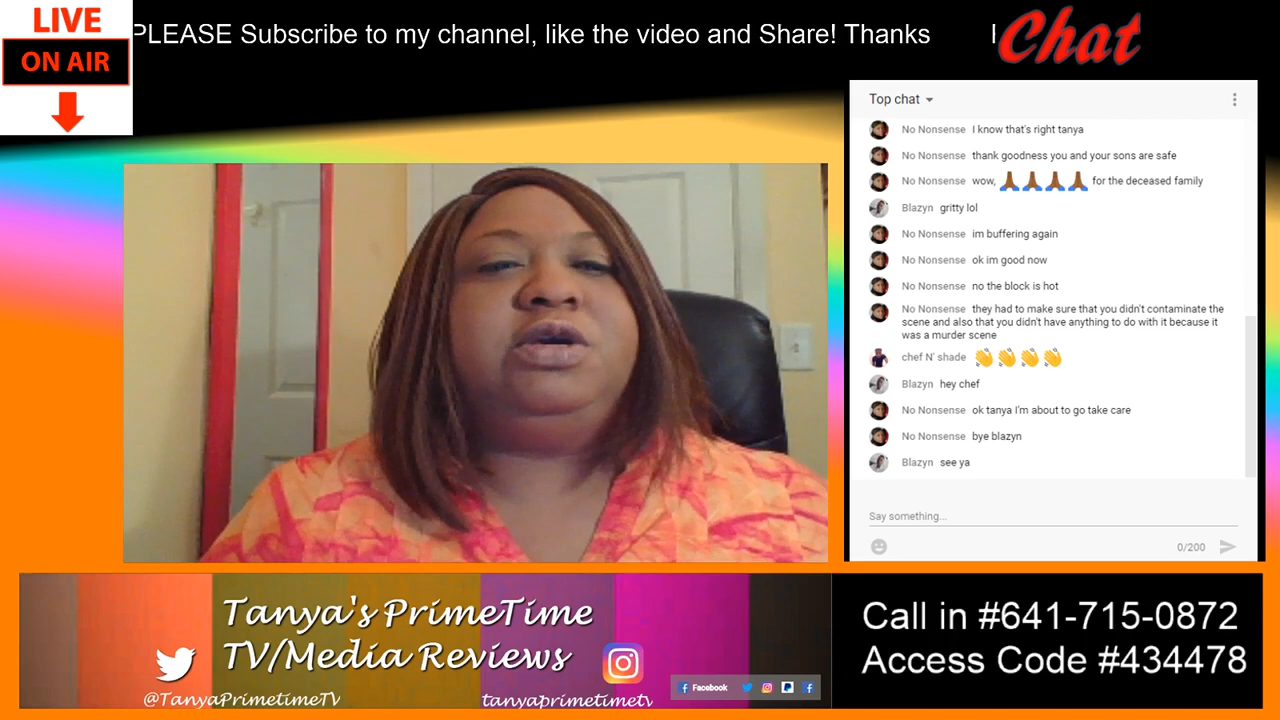 LIVE
ON AIR
PLEASE Subscribe to my channel, like the video and Share! Thanks
Chat
Top chat
No Nonsense I know that's right tanya
No Nonsense thank goodness you and your sons are safe
No Nonsense wow, 🙏🏾🙏🏾🙏🏾🙏🏾 for the deceased family
Blazyn gritty lol
No Nonsense im buffering again
No Nonsense ok im good now
No Nonsense no the block is hot
No Nonsense they had to make sure that you didn't contaminate the
scene and also that you didn't have anything to do with it because it
was a murder scene
chef N' shade 👏👏👏👏
Blazyn hey chef
No Nonsense ok tanya I'm about to go take care
No Nonsense bye blazyn
Blazyn see ya
Say something...
0/200
Tanya's PrimeTime
TV/Media Reviews
@TanyaPrimetimeTV
tanyaprimetimetv
Facebook
Call in #641-715-0872
Access Code #434478